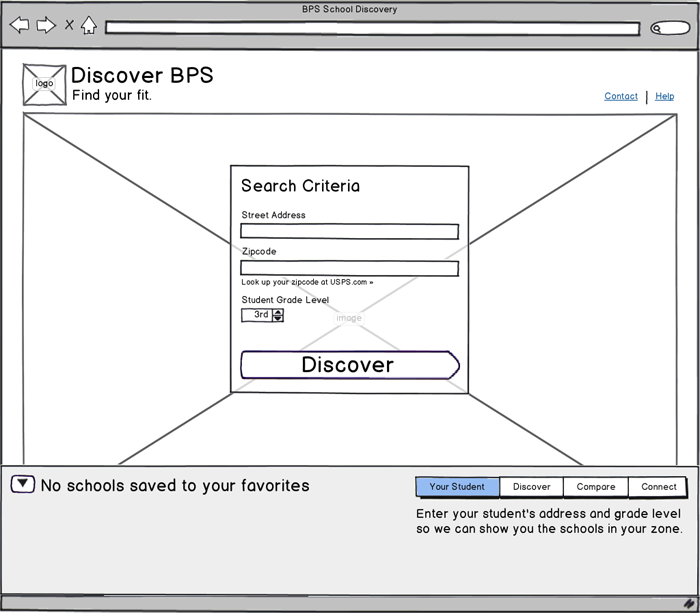 BPS School Discovery
X
logo
Discover BPS
Find your fit.
Contact | Help
Search Criteria
Street Address
Zipcode
Look up your zipcode at USPS.com »
Student Grade Level
3rd
image
Discover
No schools saved to your favorites
Your Student
Discover
Compare
Connect
Enter your student's address and grade level
so we can show you the schools in your zone.